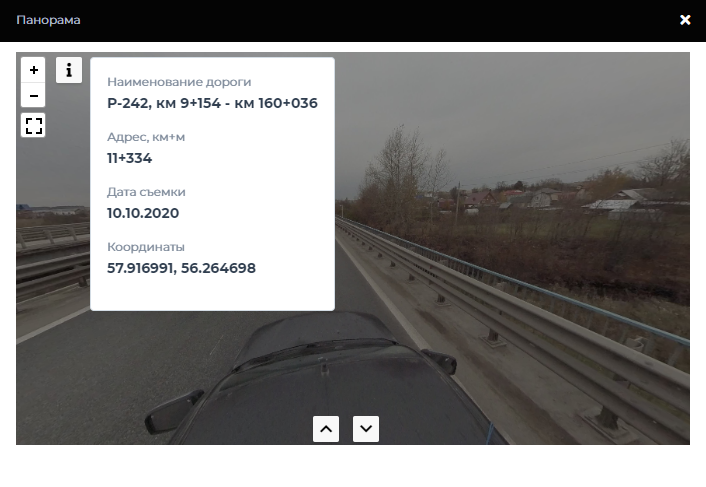 Панорама
Наименование дороги
Р-242, км 9+154 - км 160+036
Адрес, км+м
11+334
Дата съемки
10.10.2020
Координаты
57.916991, 56.264698